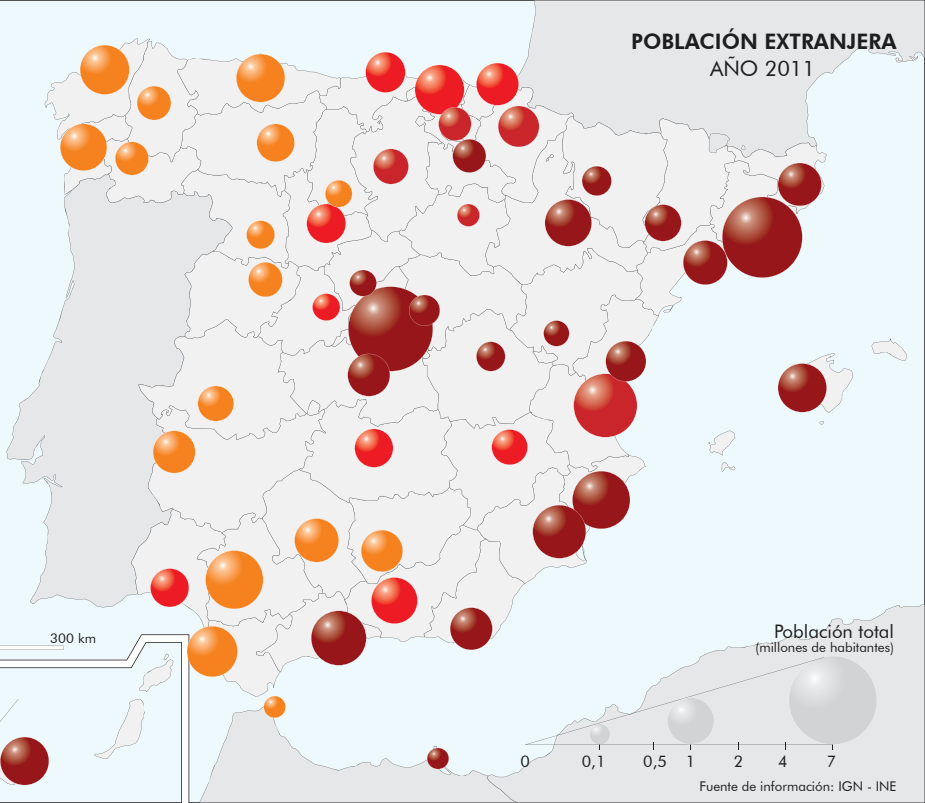 POBLACIÓN EXTRANJERA
AÑO 2011
300 km
Población total
(millones de habitantes)
0 0,1 0,5 1 2 4 7
Fuente de información: IGN - INE